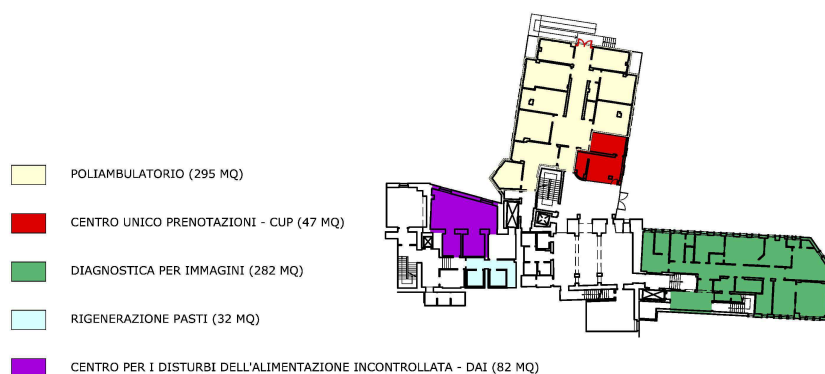 POLIAMBULATORIO (295 MQ)
CENTRO UNICO PRENOTAZIONI - CUP (47 MQ)
DIAGNOSTICA PER IMMAGINI (282 MQ)
RIGENERAZIONE PASTI (32 MQ)
CENTRO PER I DISTURBI DELL'ALIMENTAZIONE INCONTROLLATA - DAI (82 MQ)